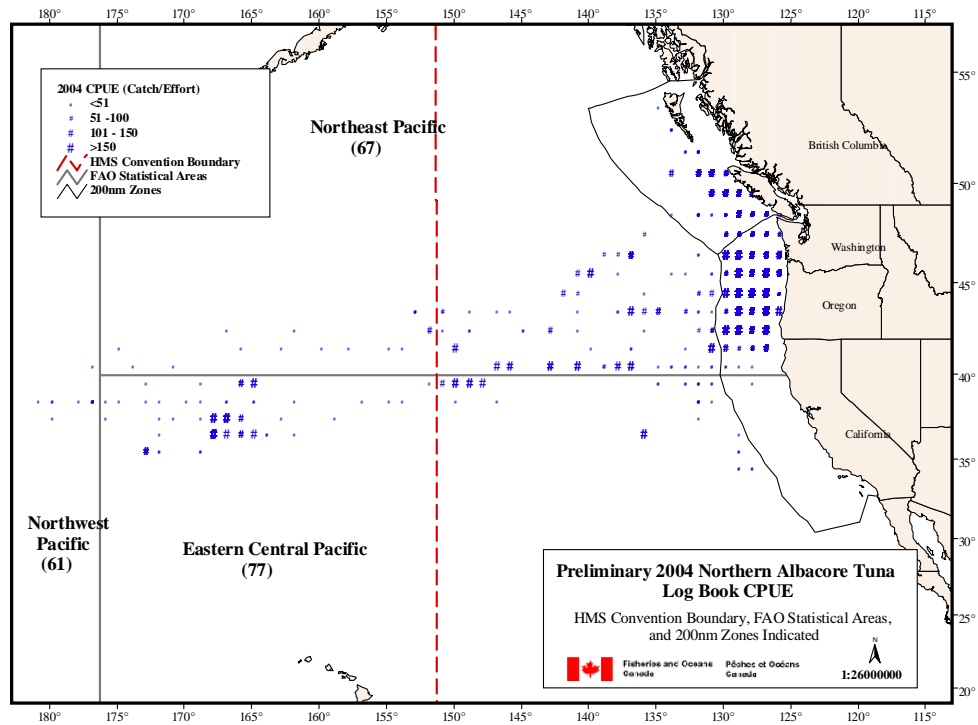 180° 175° 170° 165° 160° 155° 150° 145° 140° 135° 130° 125° 120° 115°
2004 CPUE (Catch/Effort)
<51
51 -100
101 - 150
>150
HMS Convention Boundary
FAO Statistical Areas
200nm Zones
Northeast Pacific
(67)
British Columbia
Washington
Oregon
California
55°
50°
45°
40°
35°
30°
25°
20°
Northwest
Pacific
(61)
Eastern Central Pacific
(77)
Preliminary 2004 Northern Albacore Tuna
Log Book CPUE
HMS Convention Boundary, FAO Statistical Areas,
and 200nm Zones Indicated
Fisheries and Oceans Pêches et Océans
Canada Canada
N
1:26000000
180° 175° 170° 165° 160° 155° 150° 145° 140° 135° 130° 125° 120° 115°